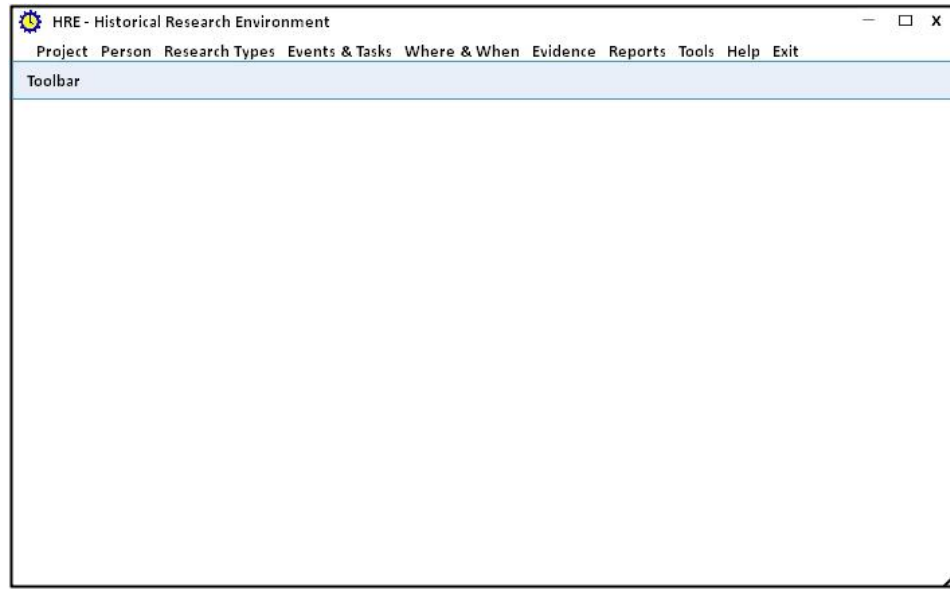 HRE - Historical Research Environment
Project Person Research Types Events & Tasks Where & When Evidence Reports Tools Help Exit
Toolbar